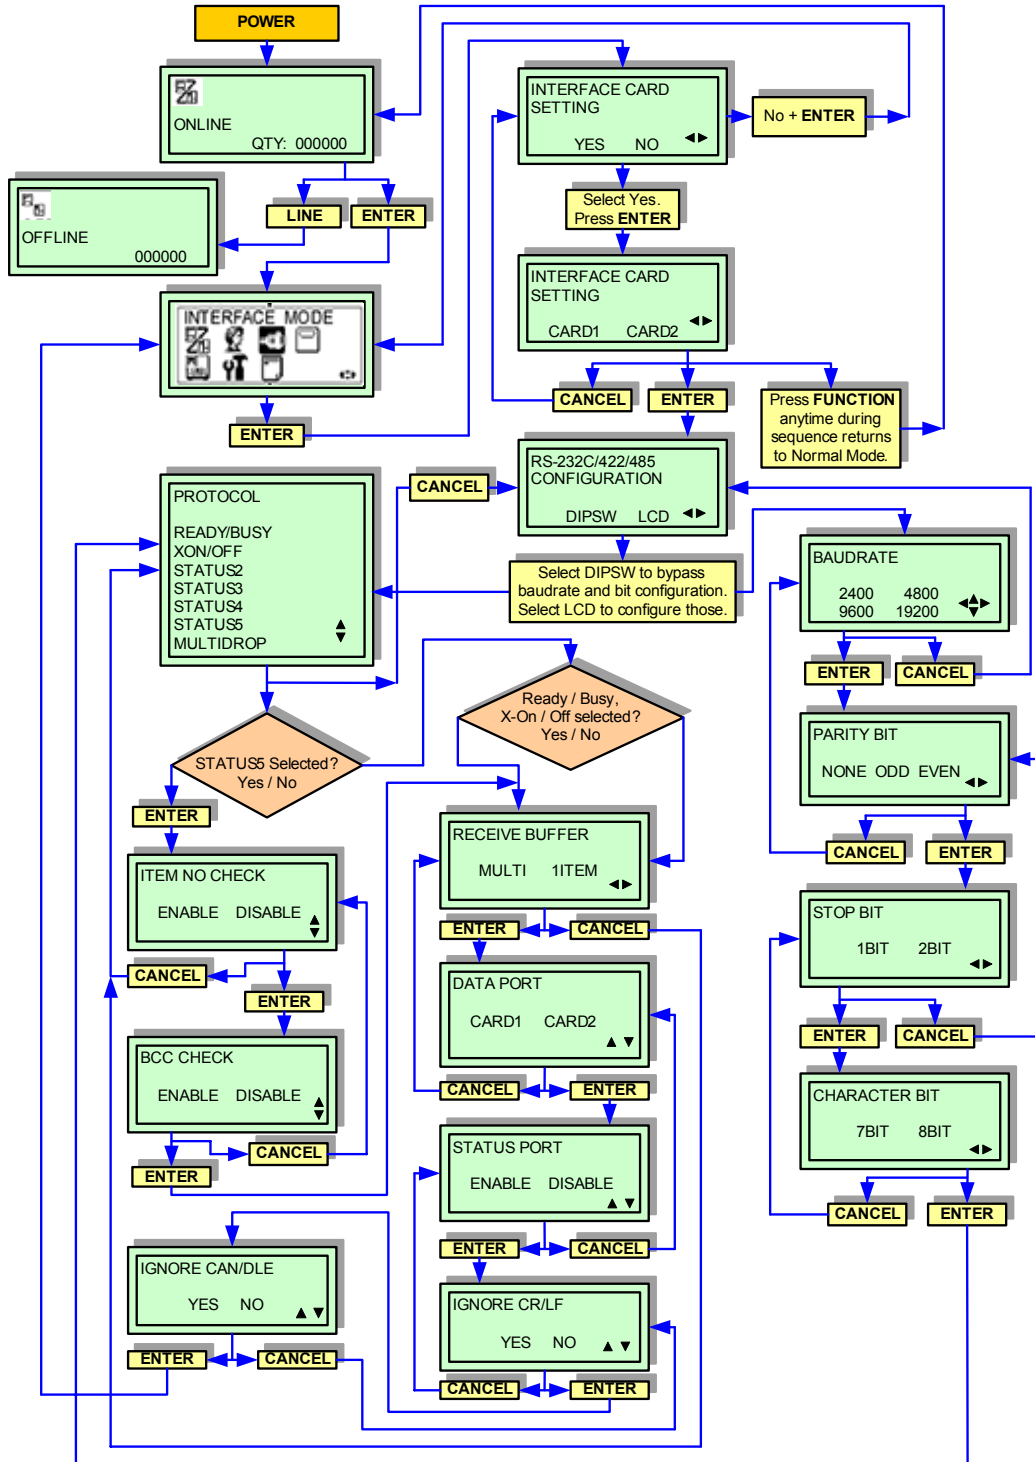 POWER
ONLINE
QTY: 000000
LINE
ENTER
OFFLINE
000000
INTERFACE MODE
ENTER
INTERFACE CARD
SETTING
YES NO
No + ENTER
Select Yes.
Press ENTER
INTERFACE CARD
SETTING
CARD1 CARD2
CANCEL
ENTER
Press FUNCTION
anytime during
sequence returns
to Normal Mode.
RS-232C/422/485
CONFIGURATION
DIPSW LCD
CANCEL
Select DIPSW to bypass
baudrate and bit configuration.
Select LCD to configure those.
PROTOCOL
READY/BUSY
XON/OFF
STATUS2
STATUS3
STATUS4
STATUS5
MULTIDROP
BAUDRATE
2400 4800
9600 19200
ENTER
CANCEL
PARITY BIT
NONE ODD EVEN
CANCEL
ENTER
STOP BIT
1BIT 2BIT
ENTER
CANCEL
CHARACTER BIT
7BIT 8BIT
CANCEL
ENTER
STATUS5 Selected?
Yes / No
Ready / Busy,
X-On / Off selected?
Yes / No
ENTER
ITEM NO CHECK
ENABLE DISABLE
CANCEL
ENTER
BCC CHECK
ENABLE DISABLE
CANCEL
ENTER
RECEIVE BUFFER
MULTI 1ITEM
ENTER
CANCEL
DATA PORT
CARD1 CARD2
CANCEL
ENTER
STATUS PORT
ENABLE DISABLE
ENTER
CANCEL
IGNORE CR/LF
YES NO
CANCEL
ENTER
IGNORE CAN/DLE
YES NO
ENTER
CANCEL